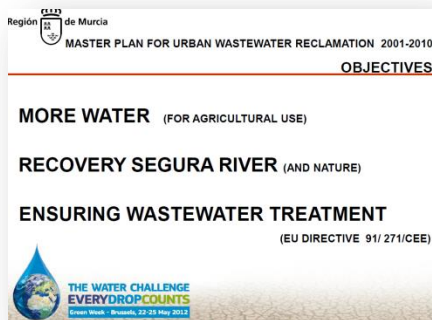 Región de Murcia
MASTER PLAN FOR URBAN WASTEWATER RECLAMATION 2001-2010
OBJECTIVES
MORE WATER (FOR AGRICULTURAL USE)
RECOVERY SEGURA RIVER (AND NATURE)
ENSURING WASTEWATER TREATMENT
(EU DIRECTIVE 91/ 271/CEE)
THE WATER CHALLENGE
EVERYDROPCOUNTS
Green Week - Brussels, 22-25 May 2012